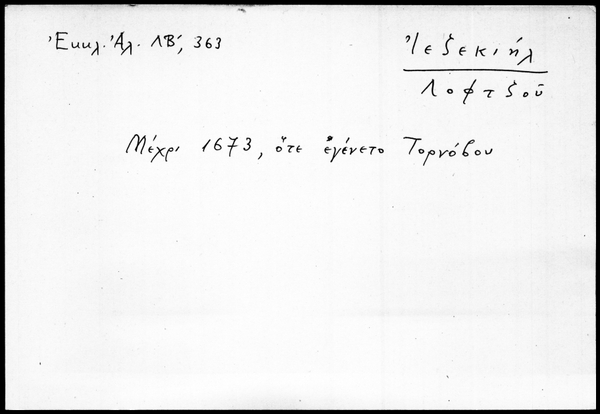 Ἐκκλ. Ἀλ. ΛΒ΄, 363
Ἰεζεκιήλ
Λοφτζοῦ
Μέχρι 1673, ὅτε ἐγένετο Τορνόβου